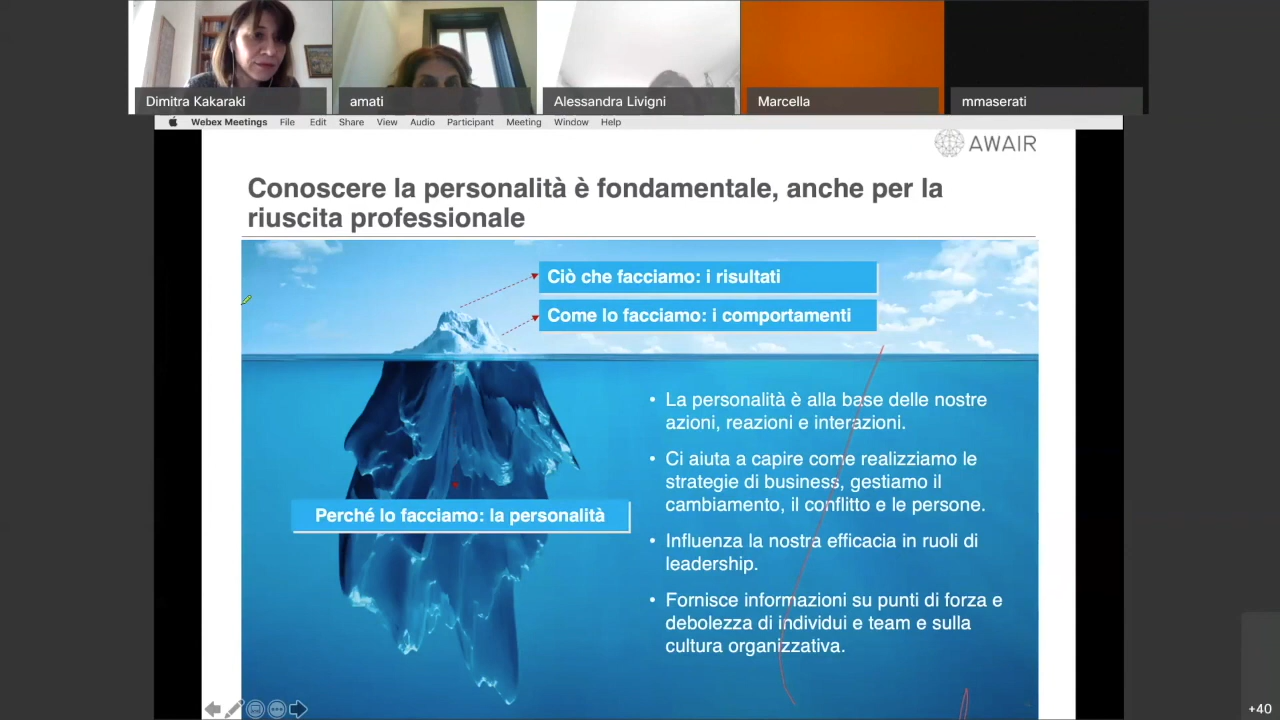 Dimitra Kakaraki
amati
Alessandra Livigni
Marcella
mmaserati
Webex Meetings File Edit Share View Audio Participant Meeting Window Help
AWAIR
Conoscere la personalità è fondamentale, anche per la
riuscita professionale
Ciò che facciamo: i risultati
Come lo facciamo: i comportamenti
• La personalità è alla base delle nostre
azioni, reazioni e interazioni.
• Ci aiuta a capire come realizziamo le
strategie di business, gestiamo il
cambiamento, il conflitto e le persone.
Perché lo facciamo: la personalità
• Influenza la nostra efficacia in ruoli di
leadership.
• Fornisce informazioni su punti di forza e
debolezza di individui e team e sulla
cultura organizzativa.
+40